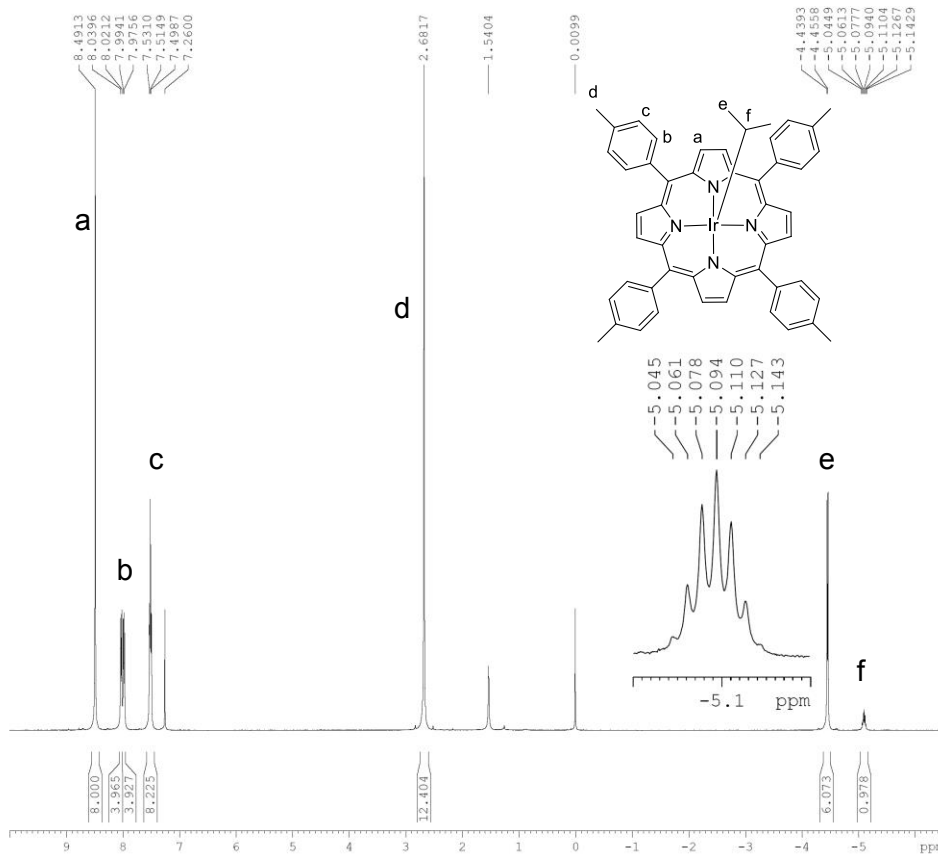 8.4913
8.0396
8.0212
7.9941
7.9756
7.5310
7.5149
7.4987
7.2600
2.6817
1.5404
0.0099
-4.4393
-4.4558
-5.0449
-5.0613
-5.0777
-5.0940
-5.1104
-5.1267
-5.1429
d
c
b
a
e
f
N
N Ir N
N
a
b
c
d
-5.045
-5.061
-5.078
-5.094
-5.110
-5.127
-5.143
-5.1 ppm
e
f
8.000
3.965
3.927
8.225
12.404
6.073
0.978
9 8 7 6 5 4 3 2 1 0 -1 -2 -3 -4 -5 ppm